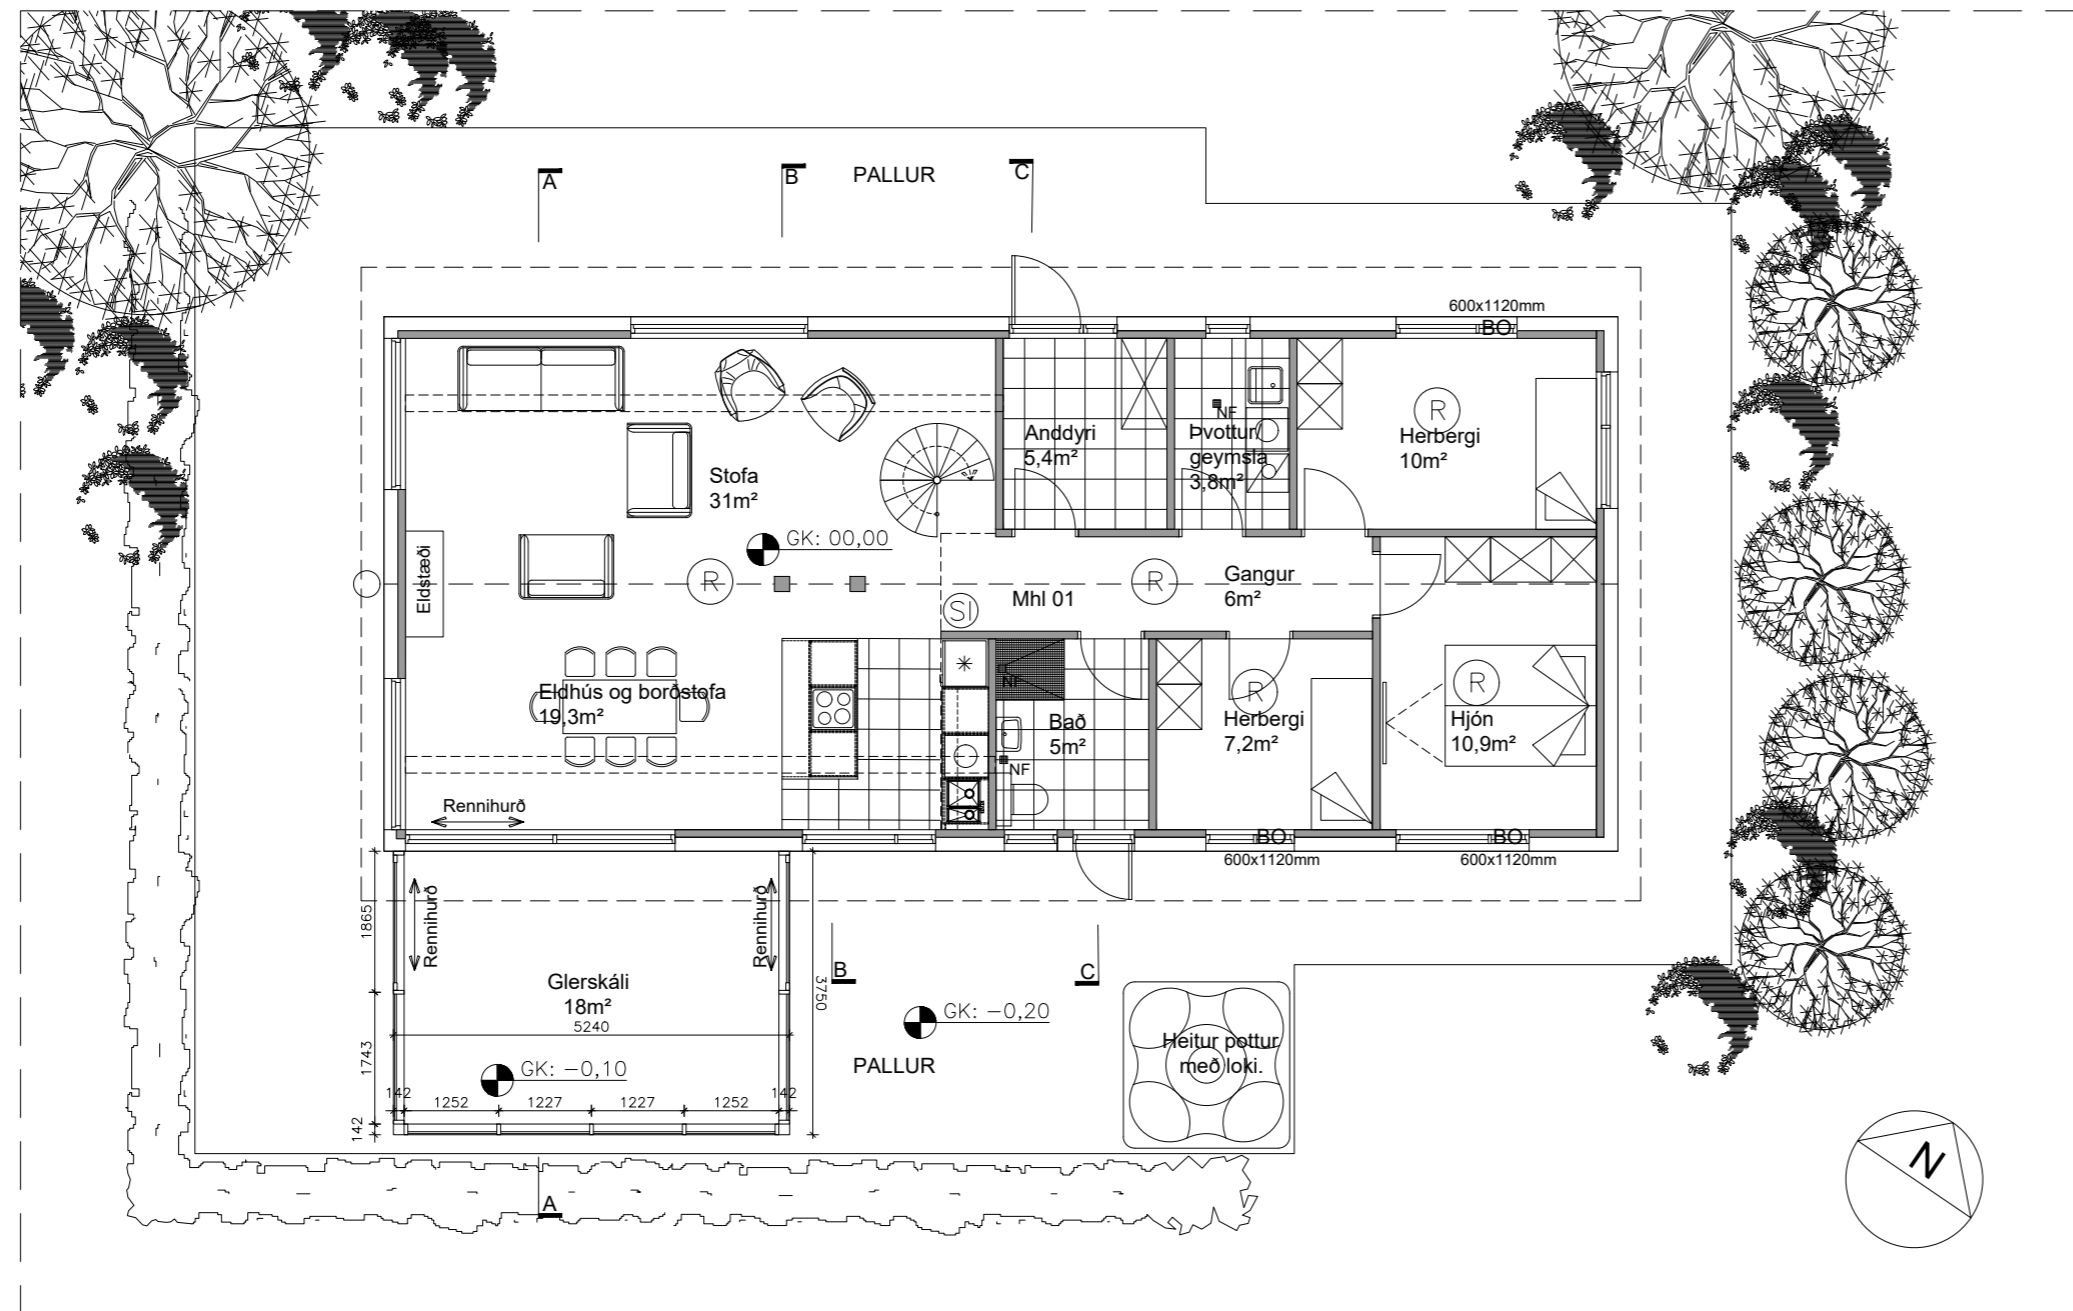 A
B
PALLUR
C
600x1120mm
BO
NF
R
Anddyri
5,4m²
Þvottur/
geymsla
3,8m²
Herbergi
10m²
Stofa
31m²
GK: 00,00
Eldstæði
R
SI
Mhl 01
R
Gangur
6m²
NF
R
R
Eldhús og borðstofa
19,3m²
Bað
5m²
Herbergi
7,2m²
Hjón
10,9m²
NF
Rennihurð
BO
BO
600x1120mm
600x1120mm
1865
Rennihurð
Rennihurð
B
C
Glerskáli
18m²
3750
5240
GK: -0,20
1743
GK: -0,10
PALLUR
Heitur pottur
með loki.
142
1252
1227
1227
1252
142
142
A
N